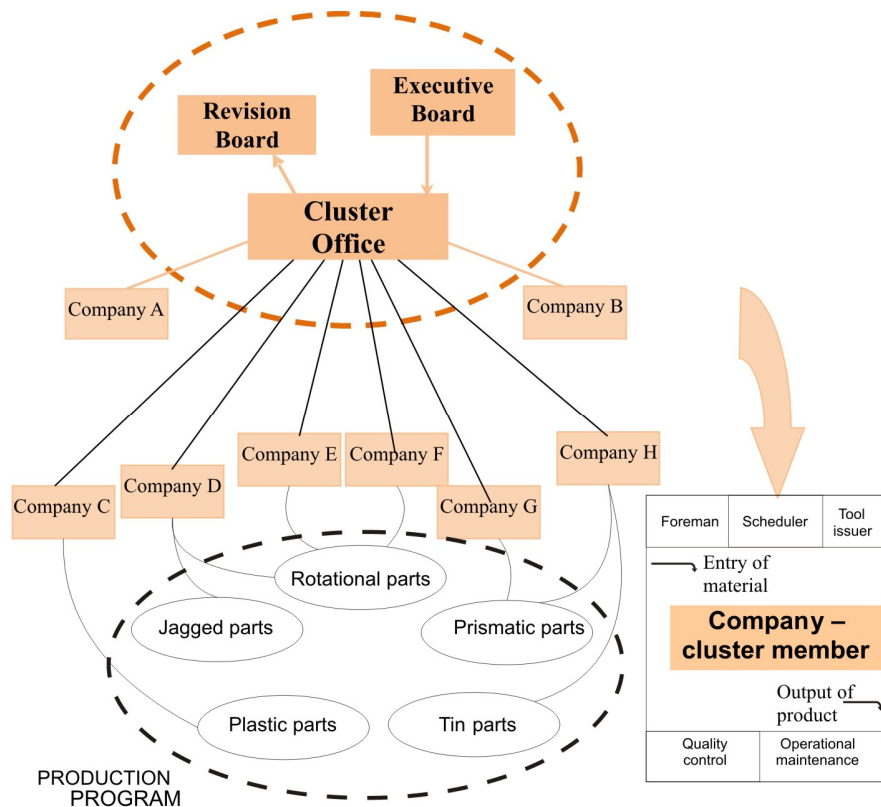 Revision
Board
Executive
Board
Cluster
Office
Company A
Company B
Company C
Company D
Company E
Company F
Company G
Company H
Rotational parts
Jagged parts
Prismatic parts
Plastic parts
Tin parts
PRODUCTION
PROGRAM
Foreman
Scheduler
Tool
issuer
Entry of
material
Company –
cluster member
Output of
product
Quality
control
Operational
maintenance